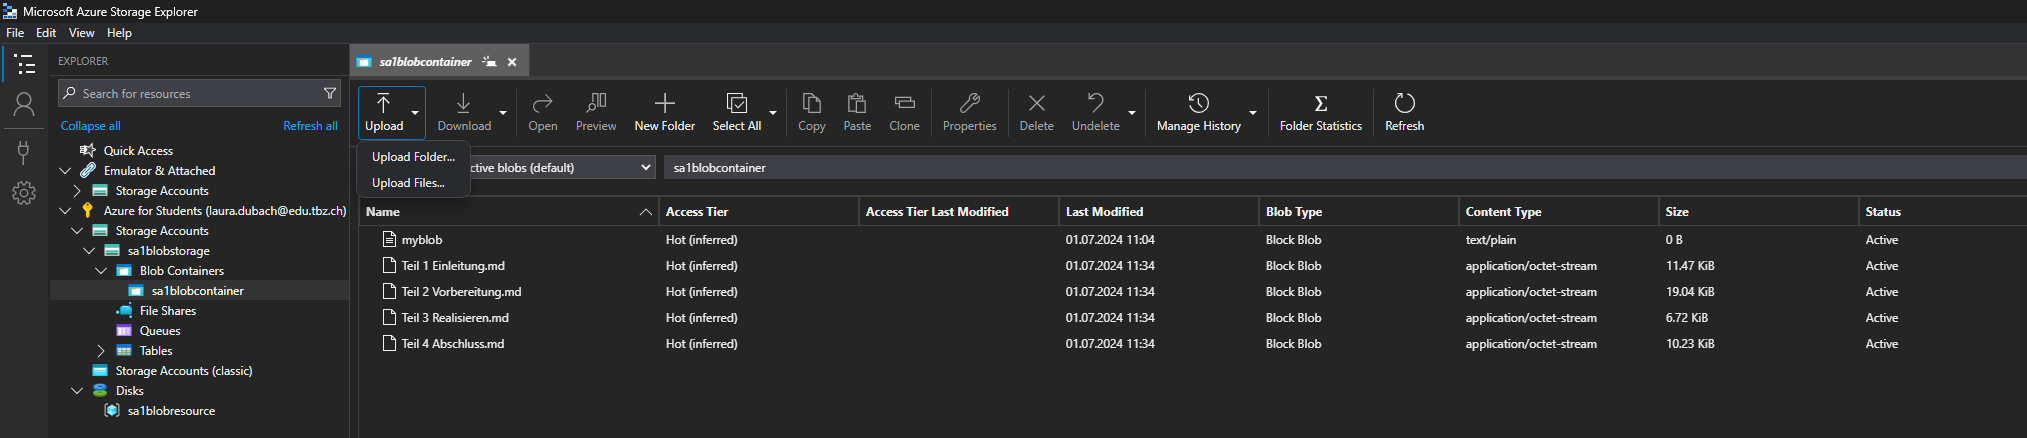 Microsoft Azure Storage Explorer
File Edit View Help
EXPLORER
Search for resources
Collapse all Refresh all
Quick Access
Emulator & Attached
Storage Accounts
Azure for Students (laura.dubach@edu.tbz.ch)
Storage Accounts
sa1blobstorage
Blob Containers
sa1blobcontainer
File Shares
Queues
Tables
Storage Accounts (classic)
Disks
sa1blobresource
sa1blobcontainer
Upload Download Open Preview New Folder Select All Copy Paste Clone Properties Delete Undelete Manage History Folder Statistics Refresh
Upload Folder...
Upload Files...
ctive blobs (default) sa1blobcontainer
Name Access Tier Access Tier Last Modified Last Modified Blob Type Content Type Size Status
myblob Hot (inferred) 01.07.2024 11:04 Block Blob text/plain 0 B Active
Teil 1 Einleitung.md Hot (inferred) 01.07.2024 11:34 Block Blob application/octet-stream 11.47 KiB Active
Teil 2 Vorbereitung.md Hot (inferred) 01.07.2024 11:34 Block Blob application/octet-stream 19.04 KiB Active
Teil 3 Realisieren.md Hot (inferred) 01.07.2024 11:34 Block Blob application/octet-stream 6.72 KiB Active
Teil 4 Abschluss.md Hot (inferred) 01.07.2024 11:34 Block Blob application/octet-stream 10.23 KiB Active